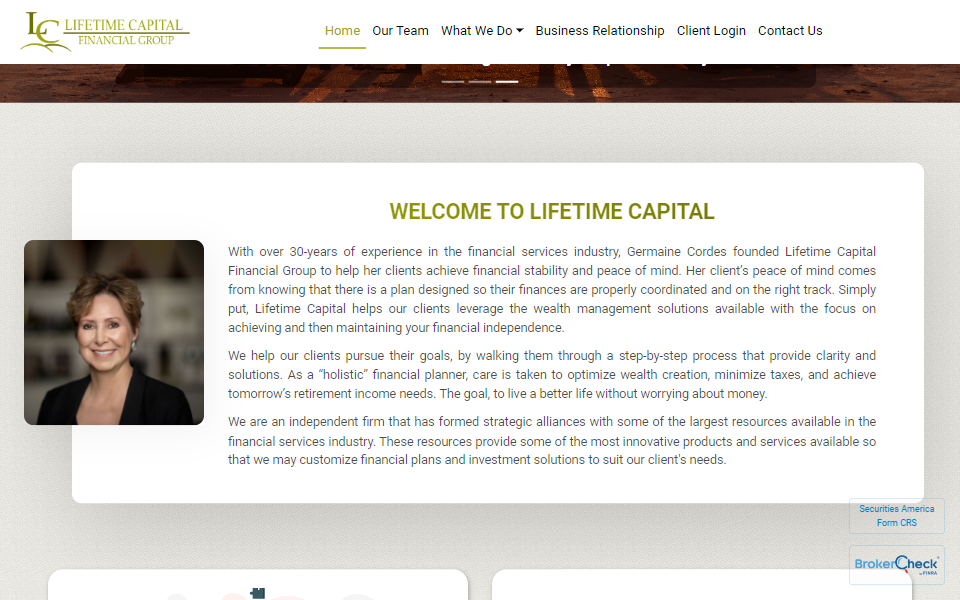 LC LIFETIME CAPITAL
FINANCIAL GROUP
Home Our Team What We Do Business Relationship Client Login Contact Us
WELCOME TO LIFETIME CAPITAL
With over 30-years of experience in the financial services industry, Germaine Cordes founded Lifetime Capital
Financial Group to help her clients achieve financial stability and peace of mind. Her client’s peace of mind comes
from knowing that there is a plan designed so their finances are properly coordinated and on the right track. Simply
put, Lifetime Capital helps our clients leverage the wealth management solutions available with the focus on
achieving and then maintaining your financial independence.
We help our clients pursue their goals, by walking them through a step-by-step process that provide clarity and
solutions. As a “holistic” financial planner, care is taken to optimize wealth creation, minimize taxes, and achieve
tomorrow’s retirement income needs. The goal, to live a better life without worrying about money.
We are an independent firm that has formed strategic alliances with some of the largest resources available in the
financial services industry. These resources provide some of the most innovative products and services available so
that we may customize financial plans and investment solutions to suit our client's needs.
Securities America
Form CRS
BrokerCheck
by FINRA